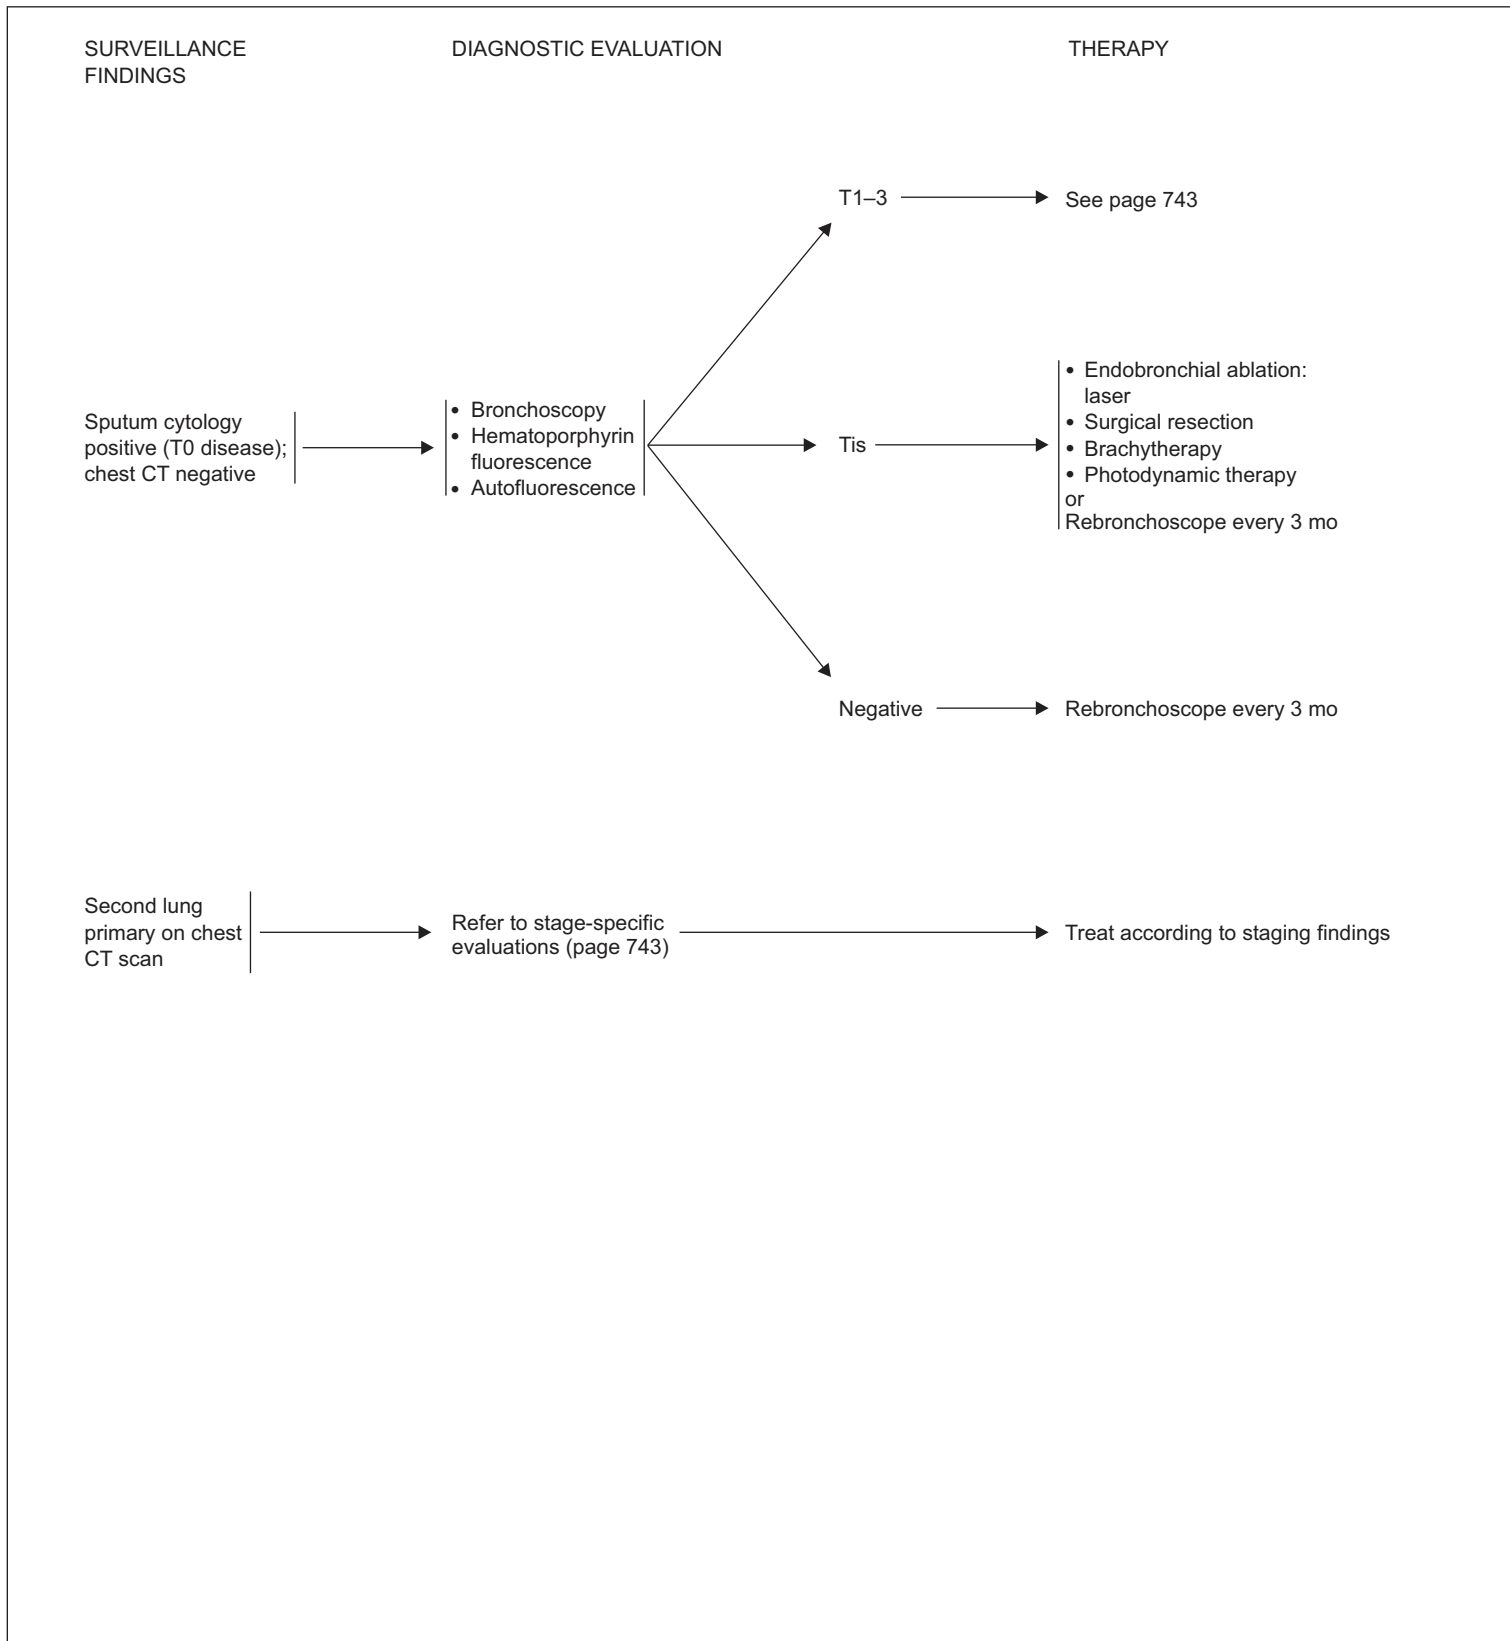 SURVEILLANCE
FINDINGS
DIAGNOSTIC EVALUATION
THERAPY
T1–3
See page 743
Sputum cytology
positive (T0 disease);
chest CT negative
• Bronchoscopy
• Hematoporphyrin
fluorescence
• Autofluorescence
Tis
• Endobronchial ablation:
laser
• Surgical resection
• Brachytherapy
• Photodynamic therapy
or
Rebronchoscope every 3 mo
Negative
Rebronchoscope every 3 mo
Second lung
primary on chest
CT scan
Refer to stage-specific
evaluations (page 743)
Treat according to staging findings